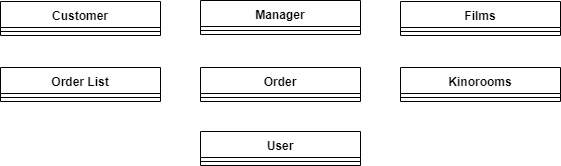 Customer
Manager
Films
Order List
Order
Kinorooms
User